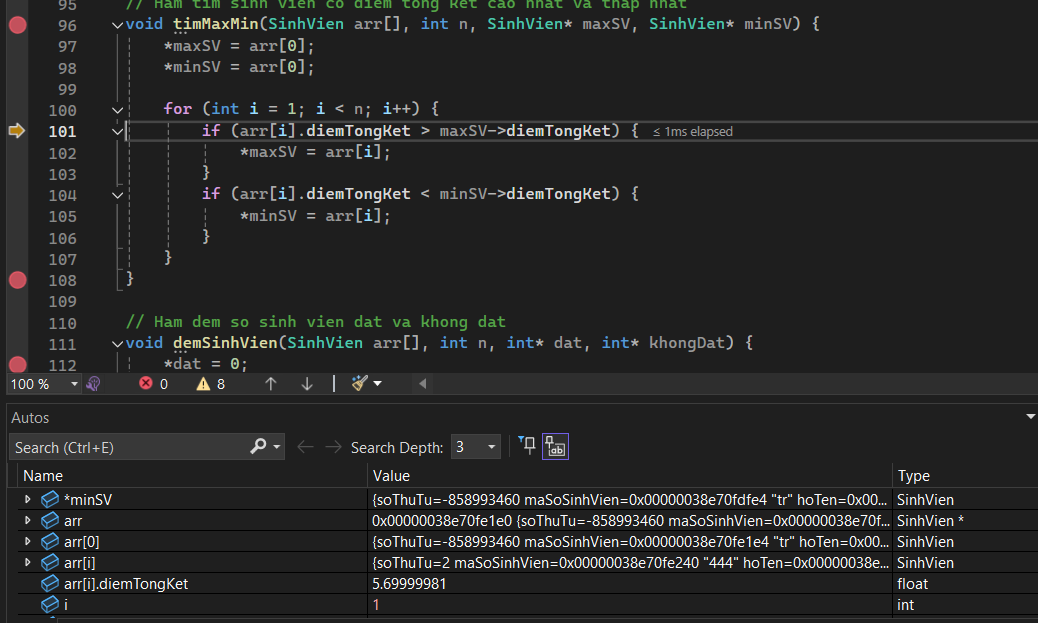 95 // Ham tim sinh vien co diem tong ket cao nhat va thap nhat
96 void timMaxMin(SinhVien arr[], int n, SinhVien* maxSV, SinhVien* minSV) {
97 *maxSV = arr[0];
98 *minSV = arr[0];
99
100 for (int i = 1; i < n; i++) {
101 if (arr[i].diemTongKet > maxSV->diemTongKet) { ≤ 1ms elapsed
102 *maxSV = arr[i];
103 }
104 if (arr[i].diemTongKet < minSV->diemTongKet) {
105 *minSV = arr[i];
106 }
107 }
108 }
109
110 // Ham dem so sinh vien dat va khong dat
111 void demSinhVien(SinhVien arr[], int n, int* dat, int* khongDat) {
112 *dat = 0;
100 % 0 8
Autos
Search (Ctrl+E) Search Depth: 3
Name Value Type
*minSV {soThuTu=-858993460 maSoSinhVien=0x00000038e70fdfe4 "tr" hoTen=0x00... SinhVien
arr 0x00000038e70fe1e0 {soThuTu=-858993460 maSoSinhVien=0x00000038e70f... SinhVien *
arr[0] {soThuTu=-858993460 maSoSinhVien=0x00000038e70fe1e4 "tr" hoTen=0x00... SinhVien
arr[i] {soThuTu=2 maSoSinhVien=0x00000038e70fe240 "444" hoTen=0x00000038e... SinhVien
arr[i].diemTongKet 5.69999981 float
i 1 int